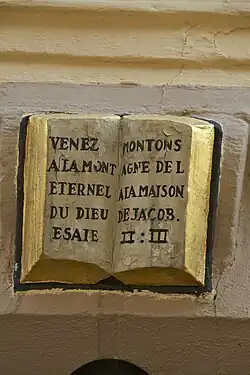 VENEZ MONTONS
A LA MONT AGNE DE L
ETERNEL A LA MAISON
DU DIEU DE JACOB.
ESAIE II : III